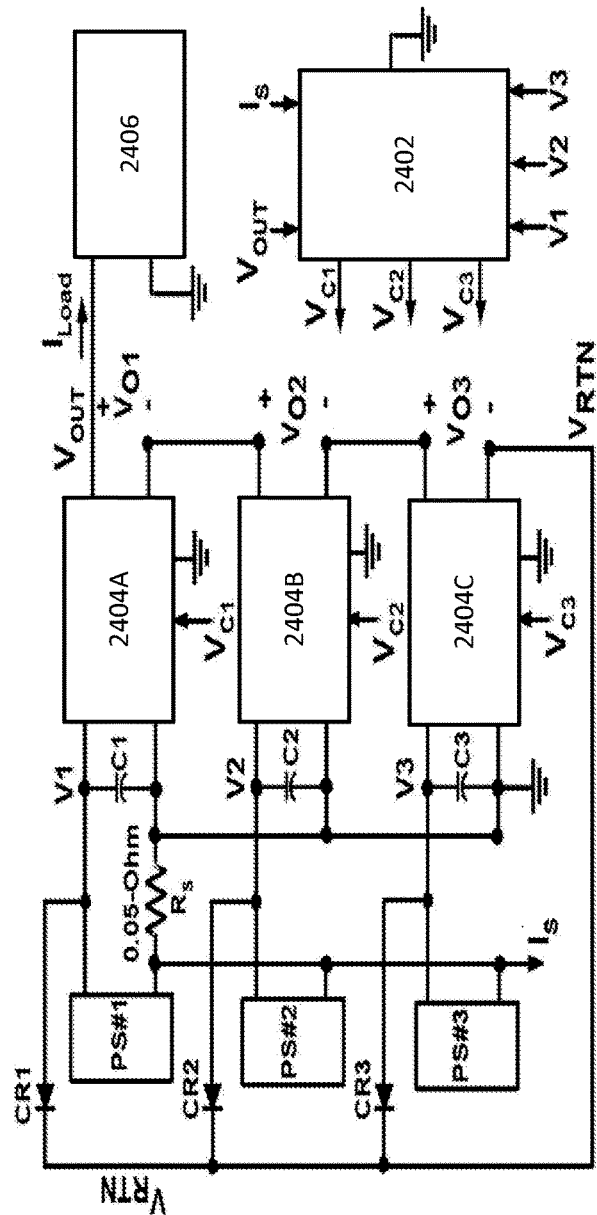 CR1
PS#1
0.05-Ohm
R_S
V1
C1
2404A
V_C1
V_OUT
+
V_O1
-
I_Load
2406
CR2
PS#2
V2
C2
2404B
V_C2
+
V_O2
-
V_OUT
I_S
V_C1
V_C2
V_C3
2402
V1
V2
V3
CR3
PS#3
I_S
V3
C3
2404C
V_C3
+
V_O3
-
V_RTN
V_RTN